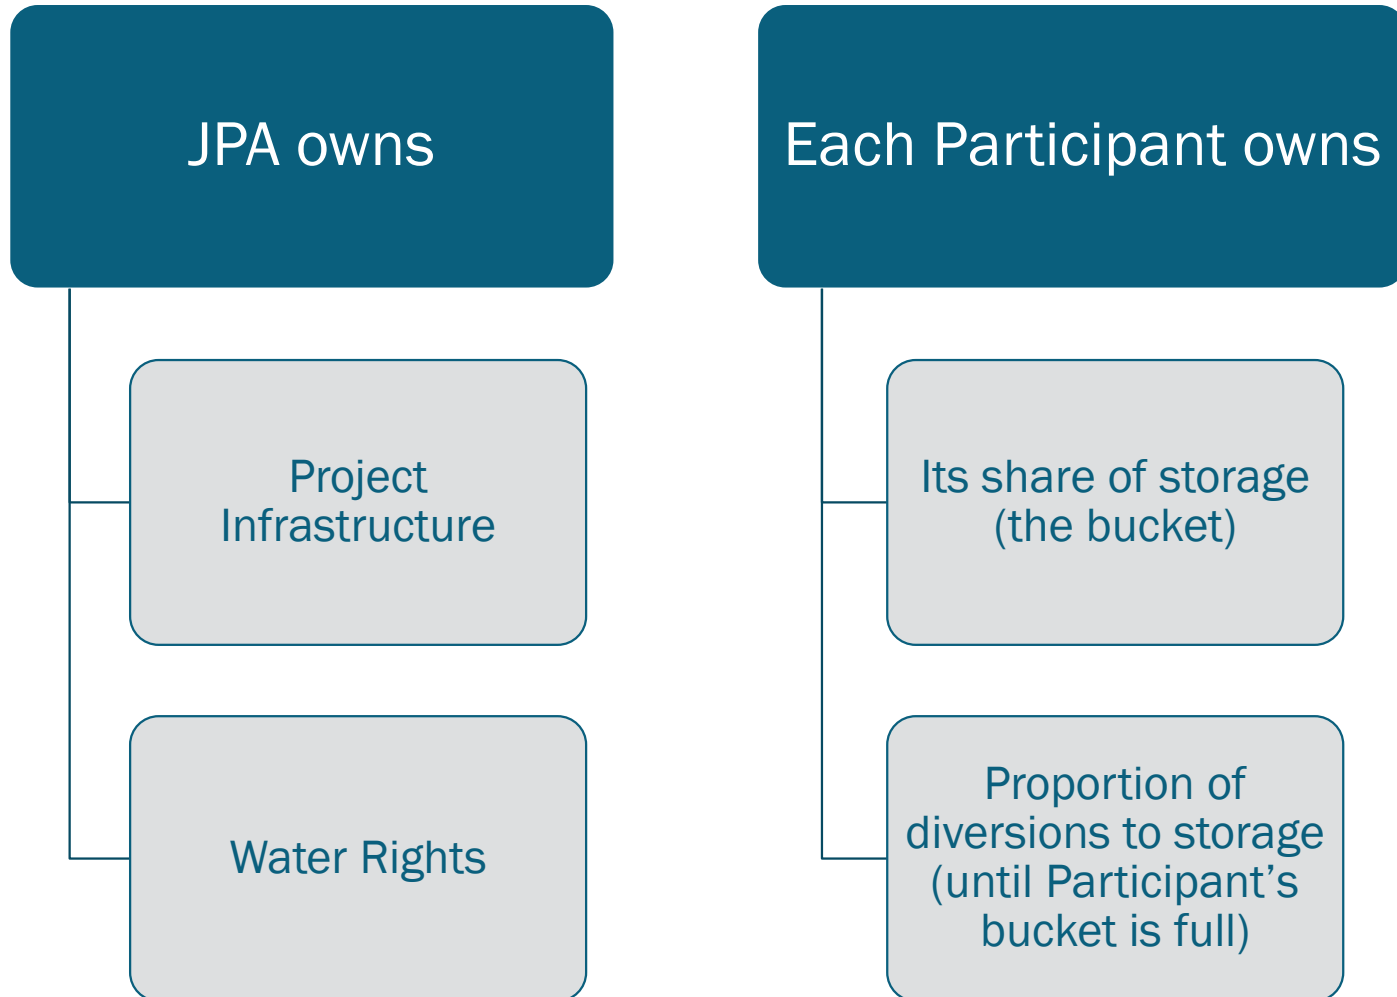 JPA owns
Project
Infrastructure
Water Rights
Each Participant owns
Its share of storage
(the bucket)
Proportion of
diversions to storage
(until Participant’s
bucket is full)